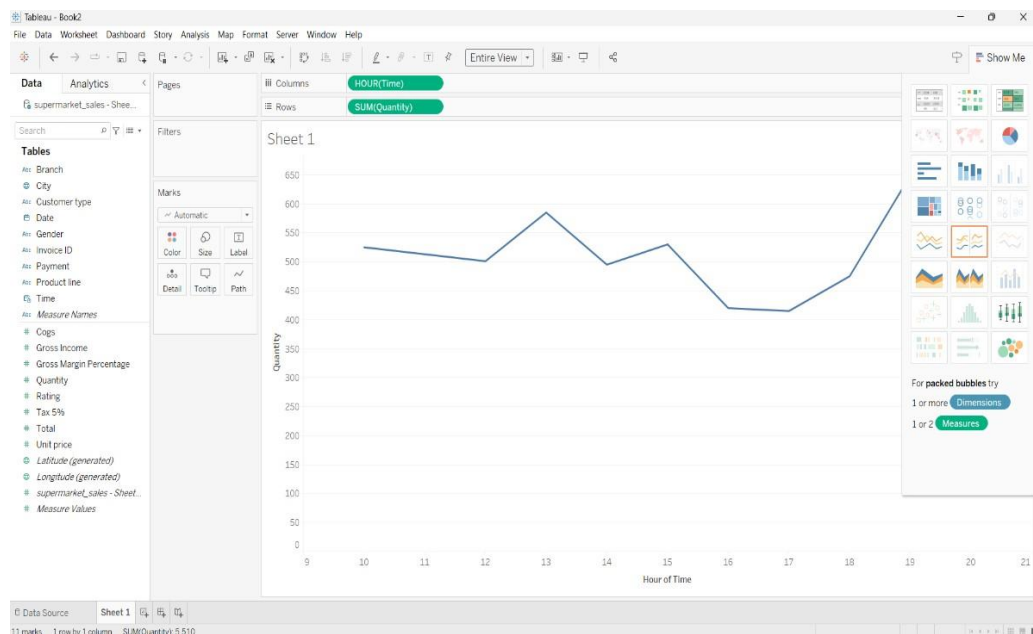 Tableau - Book2
File Data Worksheet Dashboard Story Analysis Map Format Server Window Help
Entire View
Show Me
Data Analytics
Pages
Columns HOUR(Time)
supermarket_sales - Shee...
Rows SUM(Quantity)
Search
Filters
Sheet 1
Tables
Abc Branch
City
Abc Customer type
Date
Abc Gender
Abc Invoice ID
Abc Payment
Abc Product line
Time
Abc Measure Names
# Cogs
# Gross Income
# Gross Margin Percentage
# Quantity
# Rating
# Tax 5%
# Total
# Unit price
Latitude (generated)
Longitude (generated)
# supermarket_sales - Sheet...
# Measure Values
Marks
Automatic
Color Size Label
Detail Tooltip Path
650
600
550
500
450
400
350
300
250
200
150
100
50
0
Quantity
9 10 11 12 13 14 15 16 17 18 19 20 21
Hour of Time
For packed bubbles try
1 or more Dimensions
1 or 2 Measures
Data Source Sheet 1
11 marks 1 row by 1 column SUM(Quantity): 5,510